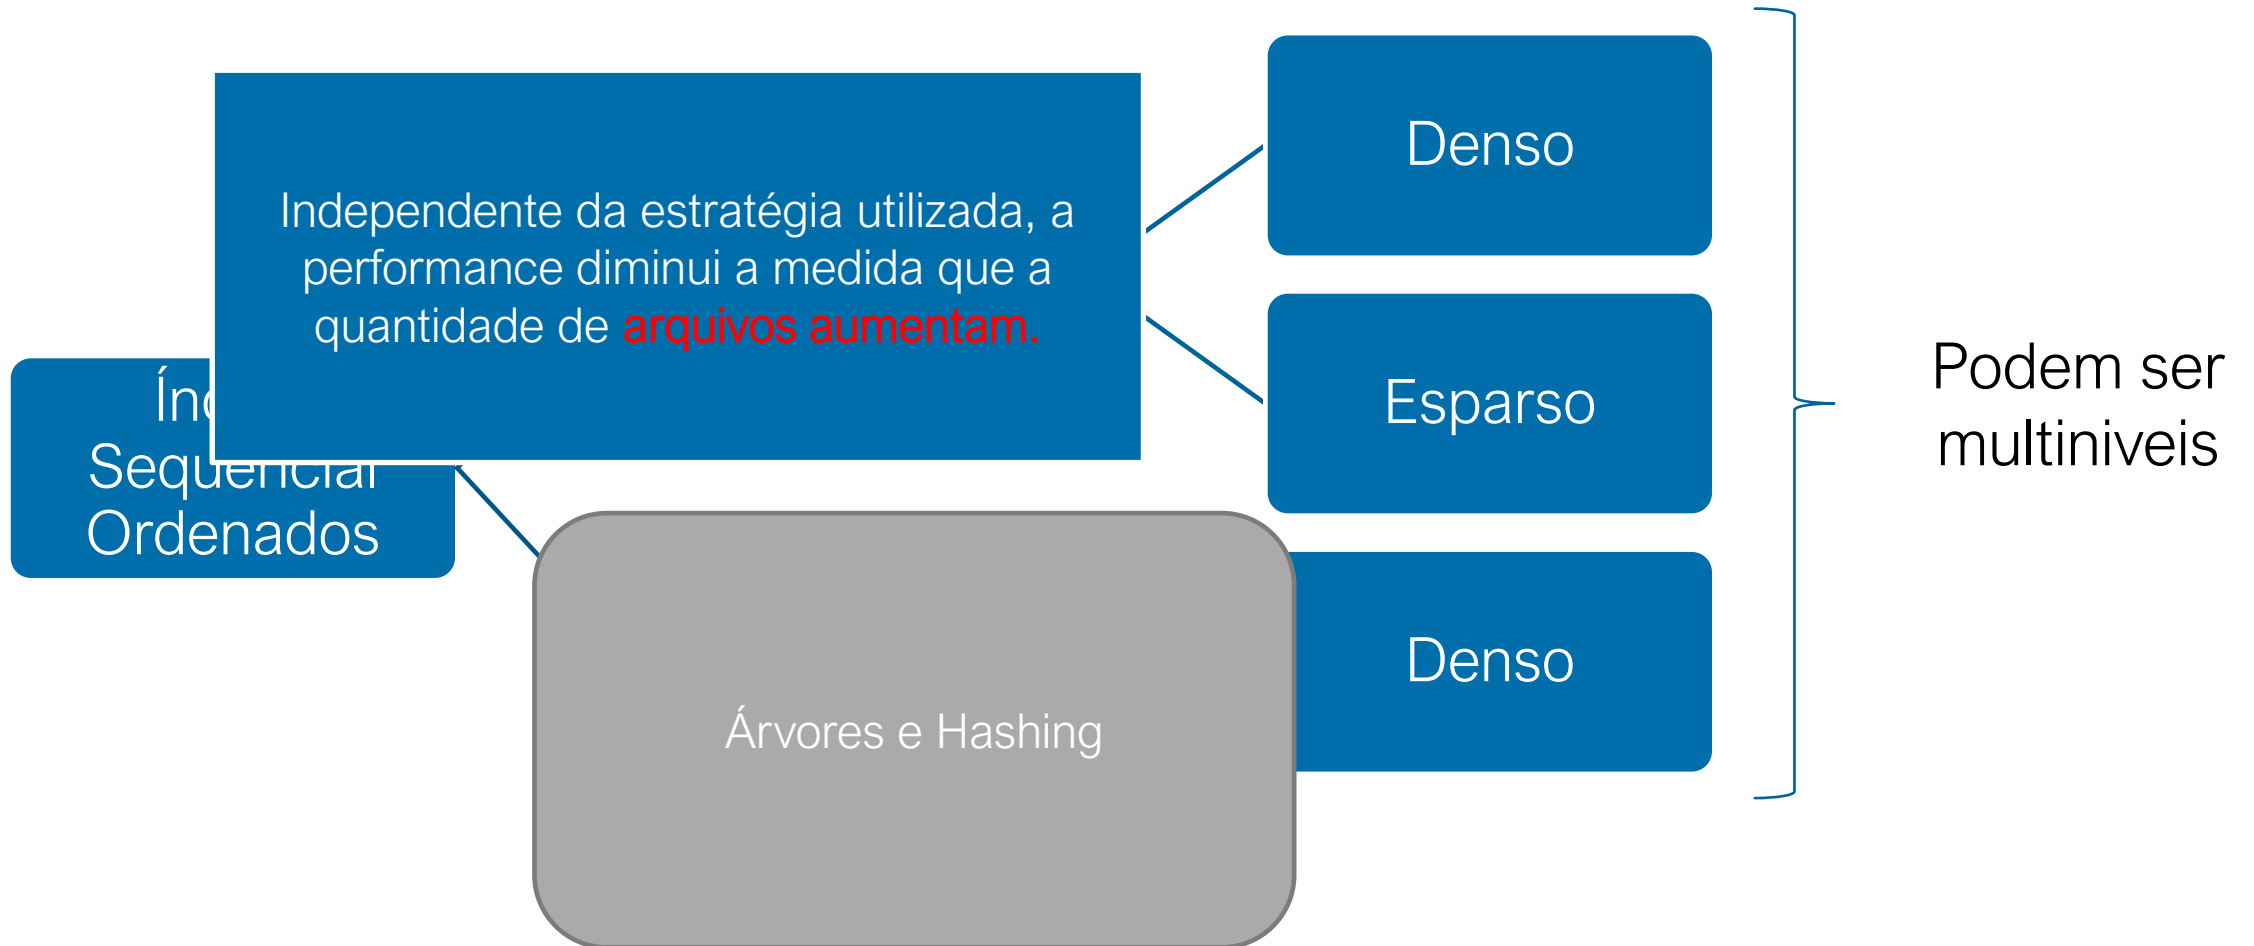 Independente da estratégia utilizada, a
performance diminui a medida que a
quantidade de arquivos aumentam.
Sequencial
Ordenados
Denso
Esparso
Denso
Árvores e Hashing
Podem ser
multiniveis